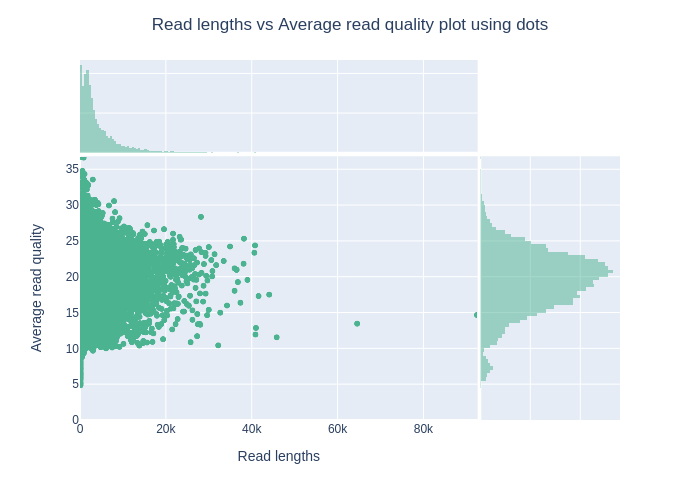 Read lengths vs Average read quality plot using dots
35
30
25
20
15
10
5
0
Average read quality
0 20k 40k 60k 80k
Read lengths